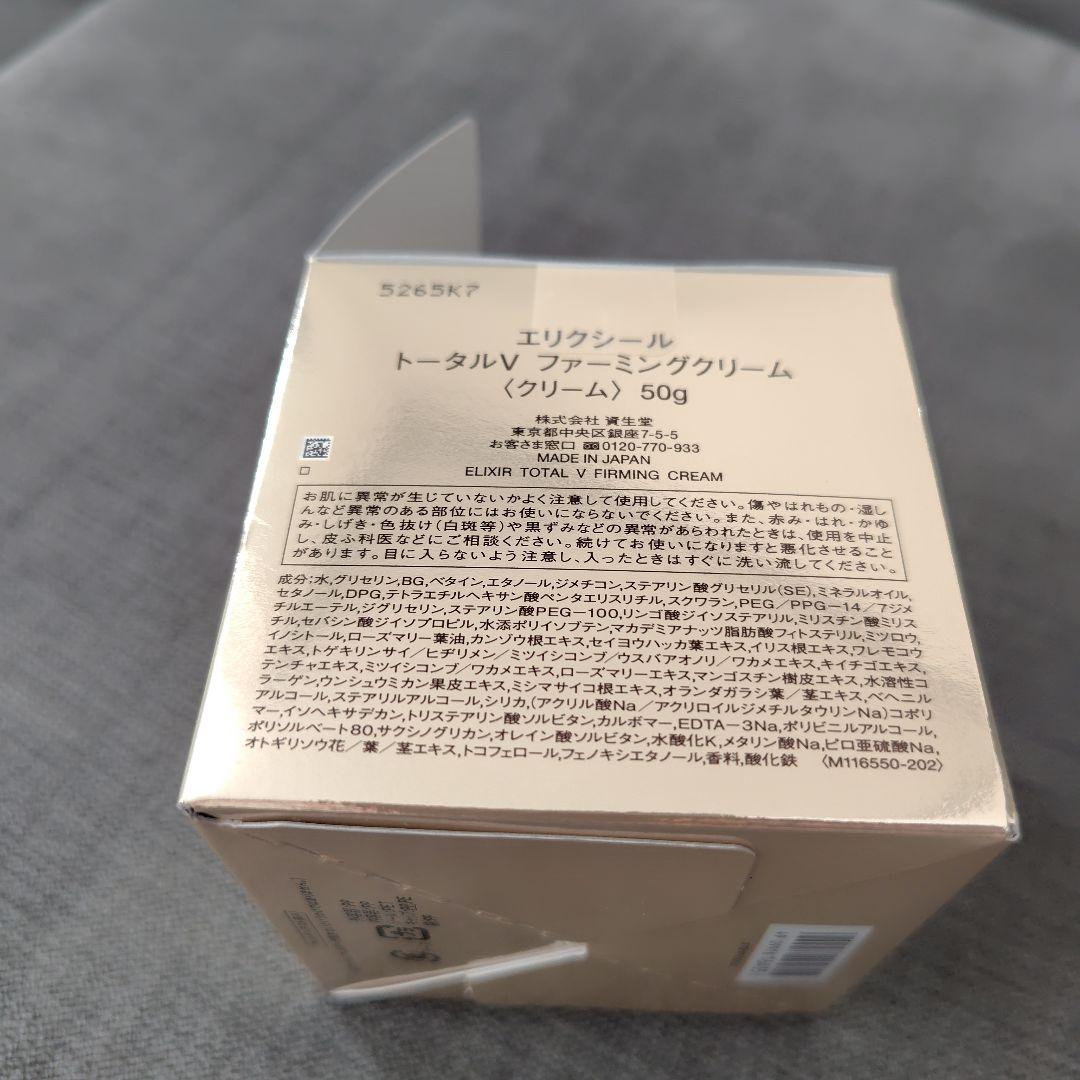 5265K7
エリクシール
トータルV ファーミングクリーム
〈クリーム〉 50g
株式会社 資生堂
東京都中央区銀座7-5-5
お客さま窓口 0120-770-933
MADE IN JAPAN
ELIXIR TOTAL V FIRMING CREAM
お肌に異常が生じていないかよく注意して使用してください。傷やはれもの・湿し
んなど異常のある部位にはお使いにならないでください。また、赤み・はれ・かゆ
み・しげき・色抜け(白斑等)や黒ずみなどの異常があらわれたときは、使用を中止
し、皮ふ科医などにご相談ください。続けてお使いになりますと悪化させること
があります。目に入らないよう注意し、入ったときはすぐに洗い流してください。
成分:水,グリセリン,BG,ベタイン,エタノール,ジメチコン,ステアリン酸グリセリル(SE),ミネラルオイル,
セタノール,DPG,テトラエチルヘキサン酸ペンタエリスリチル,スクワラン,PEG/PPG-14/7ジメ
チルエーテル,ジグリセリン,ステアリン酸PEG-100,リンゴ酸ジイソステアリル,ミリスチン酸ミリス
チル,セバシン酸ジイソプロピル,水添ポリイソブテン,マカデミアナッツ脂肪酸フィトステリル,ミツロウ,
イノシトール,ローズマリー葉油,カンゾウ根エキス,セイヨウハッカ葉エキス,イリス根エキス,ワレモコウ
エキス,トゲキリンサイ/ヒヂリメン/ミツイシコンブ/ウスバアオノリ/ワカメエキス,キイチゴエキス,
テンチャエキス,ミツイシコンブ/ワカメエキス,ローズマリーエキス,マンゴスチン樹皮エキス,水溶性コ
ラーゲン,ウンシュウミカン果皮エキス,ミシマサイコ根エキス,オランダガラシ葉/茎エキス,ベヘニル
アルコール,ステアリルアルコール,シリカ,(アクリル酸Na/アクリロイルジメチルタウリンNa)コポリ
マー,イソヘキサデカン,トリステアリン酸ソルビタン,カルボマー,EDTA-3Na,ポリビニルアルコール,
ポリソルベート80,サクシノグリカン,オレイン酸ソルビタン,水酸化K,メタリン酸Na,ピロ亜硫酸Na,
オトギリソウ花/葉/茎エキス,トコフェロール,フェノキシエタノール,香料,酸化鉄 〈M116550-202〉